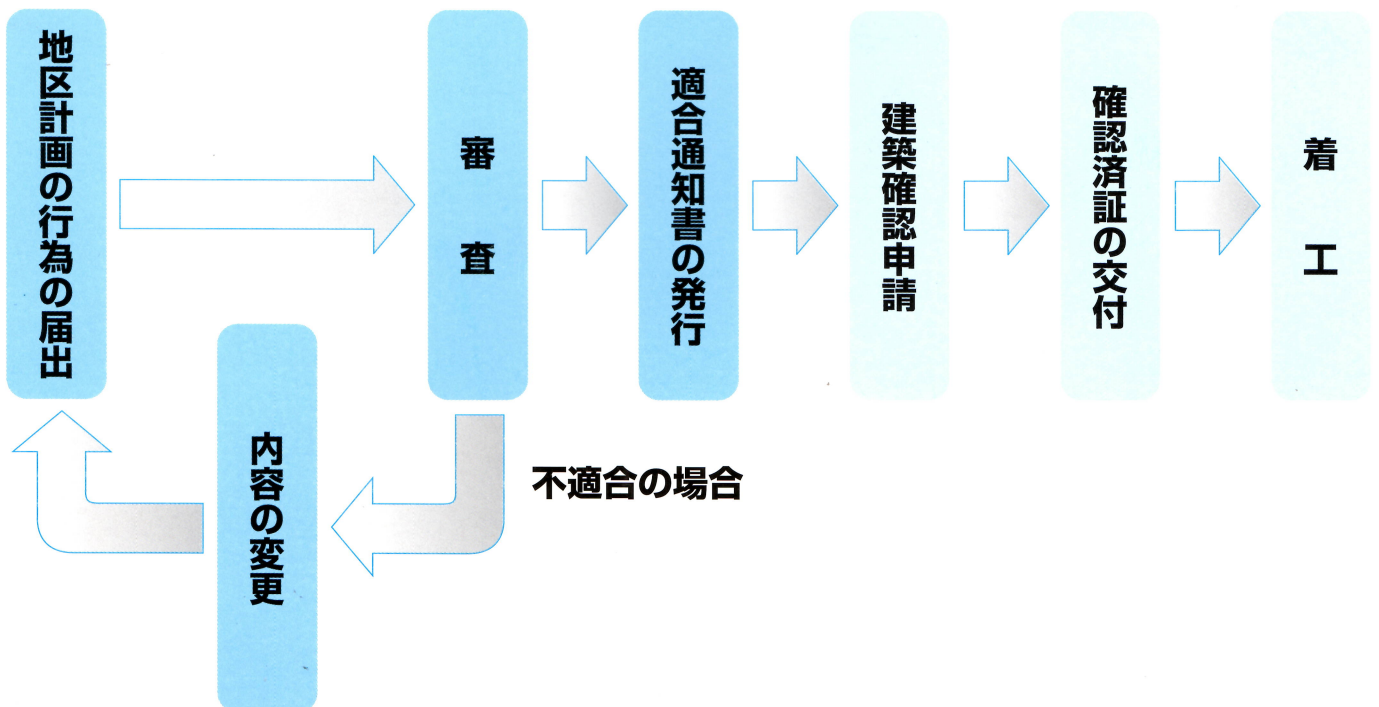 地区計画の行為の届出
審査
適合通知書の発行
建築確認申請
確認済証の交付
着工
不適合の場合
内容の変更